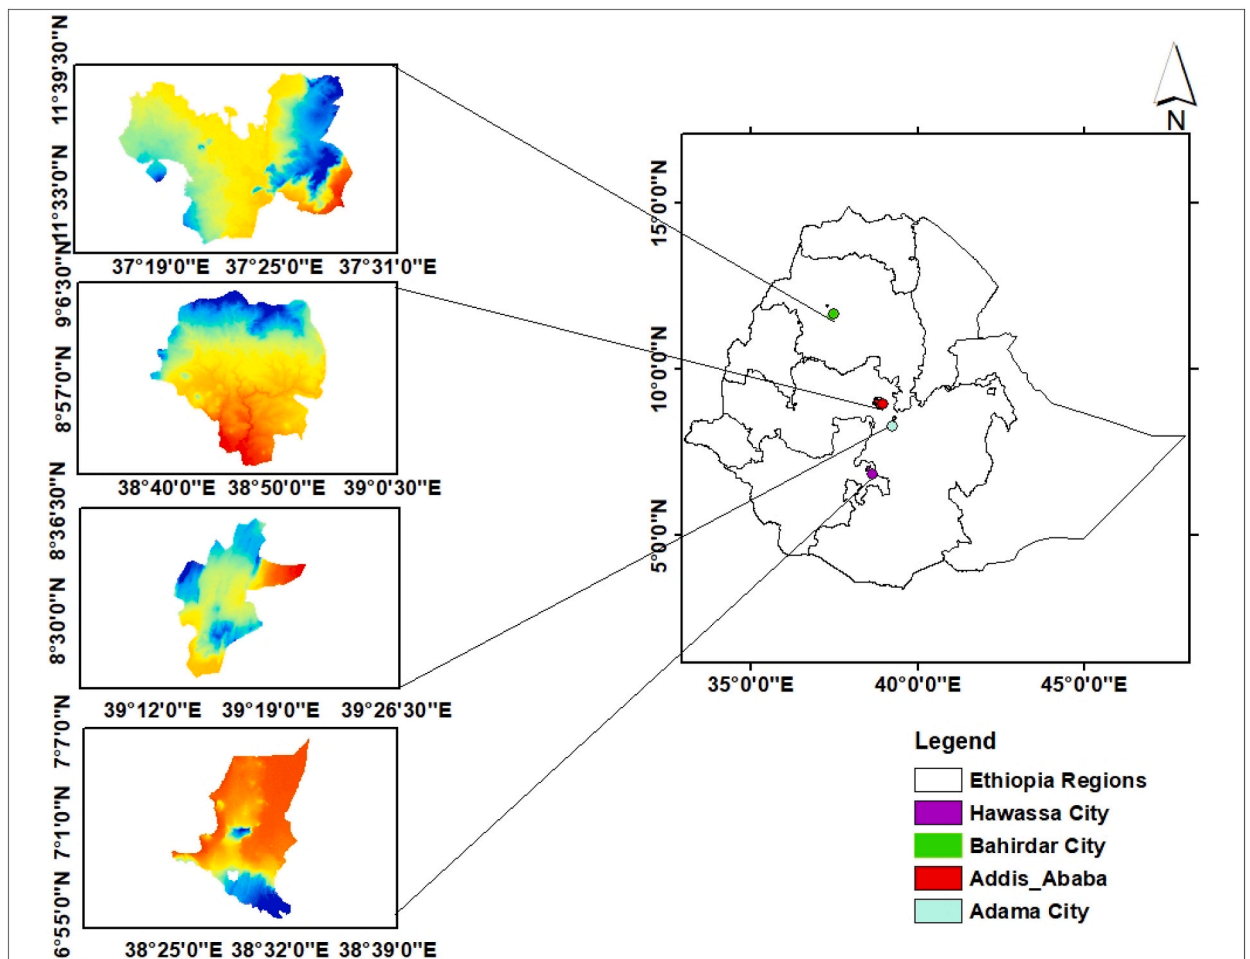 11°39'30"N
11°33'0"N
37°19'0"E 37°25'0"E 37°31'0"E
9°6'30"N
8°57'0"N
38°40'0"E 38°50'0"E 39°0'30"E
8°36'30"N
8°30'0"N
39°12'0"E 39°19'0"E 39°26'30"E
7°7'0"N
7°1'0"N
6°55'0"N
38°25'0"E 38°32'0"E 38°39'0"E
N
15°0'0"N
10°0'0"N
5°0'0"N
35°0'0"E 40°0'0"E 45°0'0"E
Legend
Ethiopia Regions
Hawassa City
Bahirdar City
Addis_Ababa
Adama City